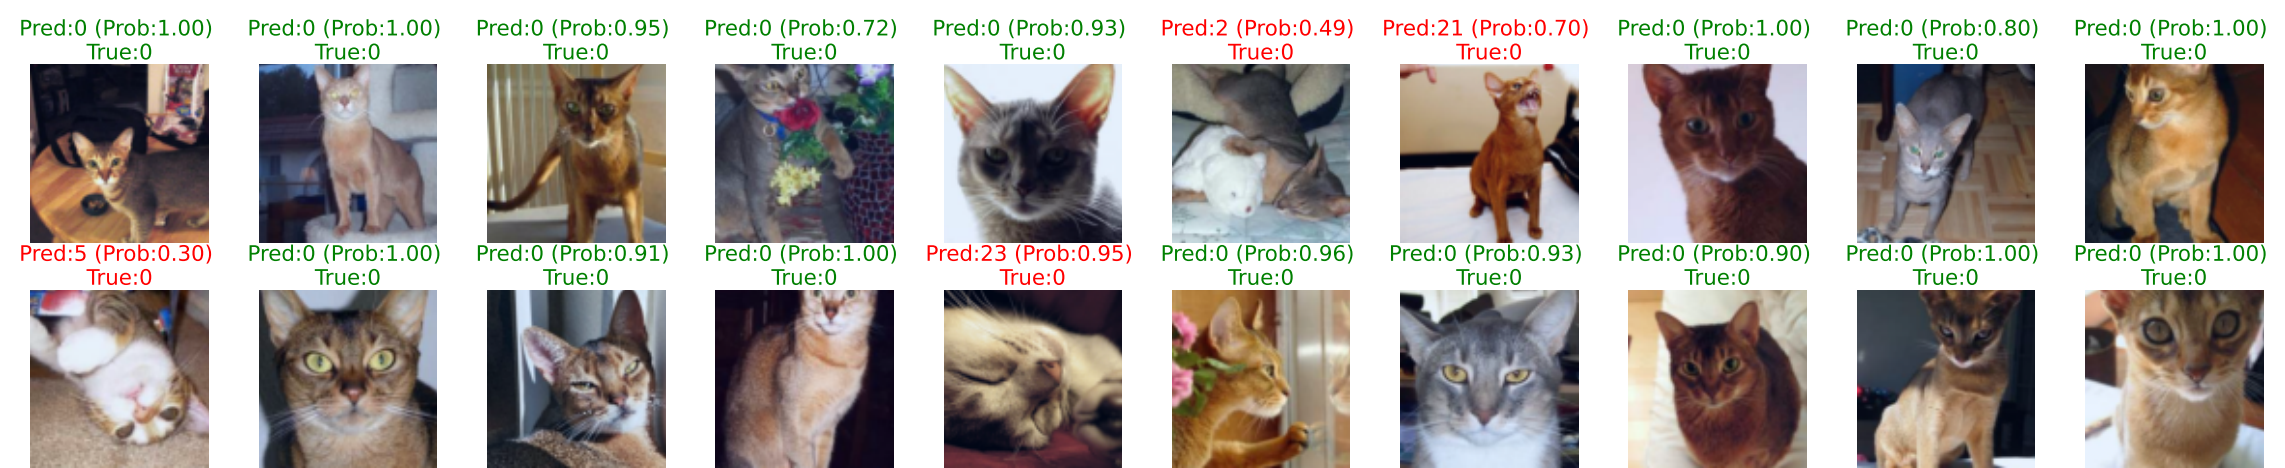 Pred:0 (Prob:1.00)
True:0
Pred:0 (Prob:1.00)
True:0
Pred:0 (Prob:0.95)
True:0
Pred:0 (Prob:0.72)
True:0
Pred:0 (Prob:0.93)
True:0
Pred:2 (Prob:0.49)
True:0
Pred:21 (Prob:0.70)
True:0
Pred:0 (Prob:1.00)
True:0
Pred:0 (Prob:0.80)
True:0
Pred:0 (Prob:1.00)
True:0
Pred:5 (Prob:0.30)
True:0
Pred:0 (Prob:1.00)
True:0
Pred:0 (Prob:0.91)
True:0
Pred:0 (Prob:1.00)
True:0
Pred:23 (Prob:0.95)
True:0
Pred:0 (Prob:0.96)
True:0
Pred:0 (Prob:0.93)
True:0
Pred:0 (Prob:0.90)
True:0
Pred:0 (Prob:1.00)
True:0
Pred:0 (Prob:1.00)
True:0